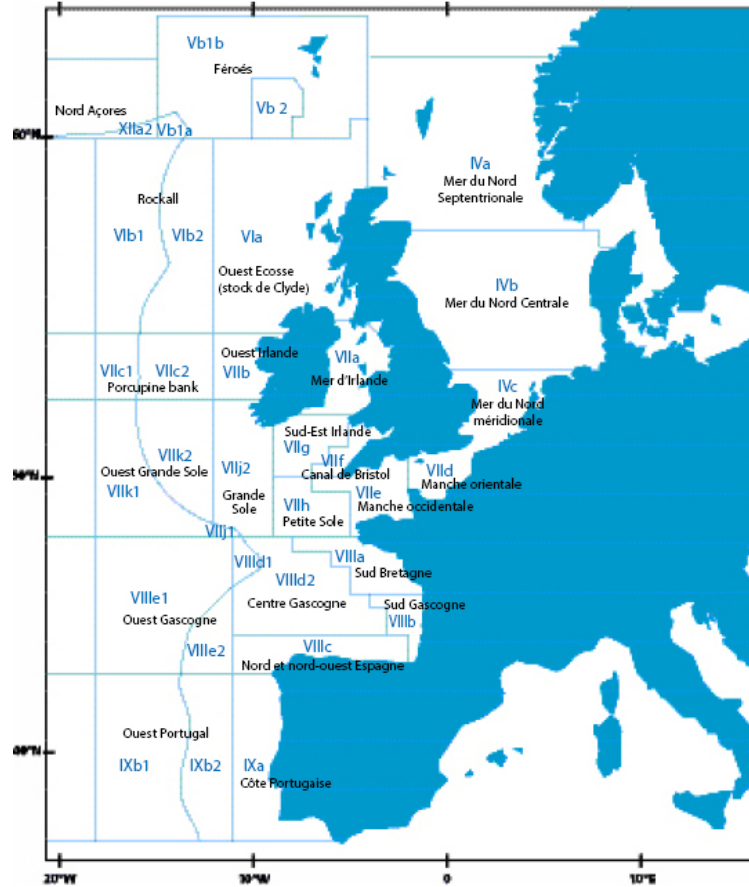 Vb1b
Féroés
Vb 2
Nord Açores
XIIa2
Vb1a
60°N
IVa
Mer du Nord
Septentrionale
Rockall
VIb1
VIb2
VIa
Ouest Ecosse
(stock de Clyde)
IVb
Mer du Nord Centrale
Ouest Irlande
VIIa
VIIc1
VIIc2
VIIb
Mer d'Irlande
Porcupine bank
IVc
Mer du Nord
méridionale
Sud-Est Irlande
VIIg
VIIk2
VIIf
Ouest Grande Sole
VIIj2
Canal de Bristol
VIId
Manche orientale
VIIk1
Grande
Sole
VIIh
VIIe
Manche occidentale
Petite Sole
VIIj1
VIIId1
VIIIa
VIIId2
Sud Bretagne
VIIIe1
Centre Gascogne
Sud Gascogne
Ouest Gascogne
VIIIb
VIIIe2
VIIIc
Nord et nord-ouest Espagne
Ouest Portugal
IXb1
IXb2
IXa
Côte Portugaise
20°W
10°W
0
10°E